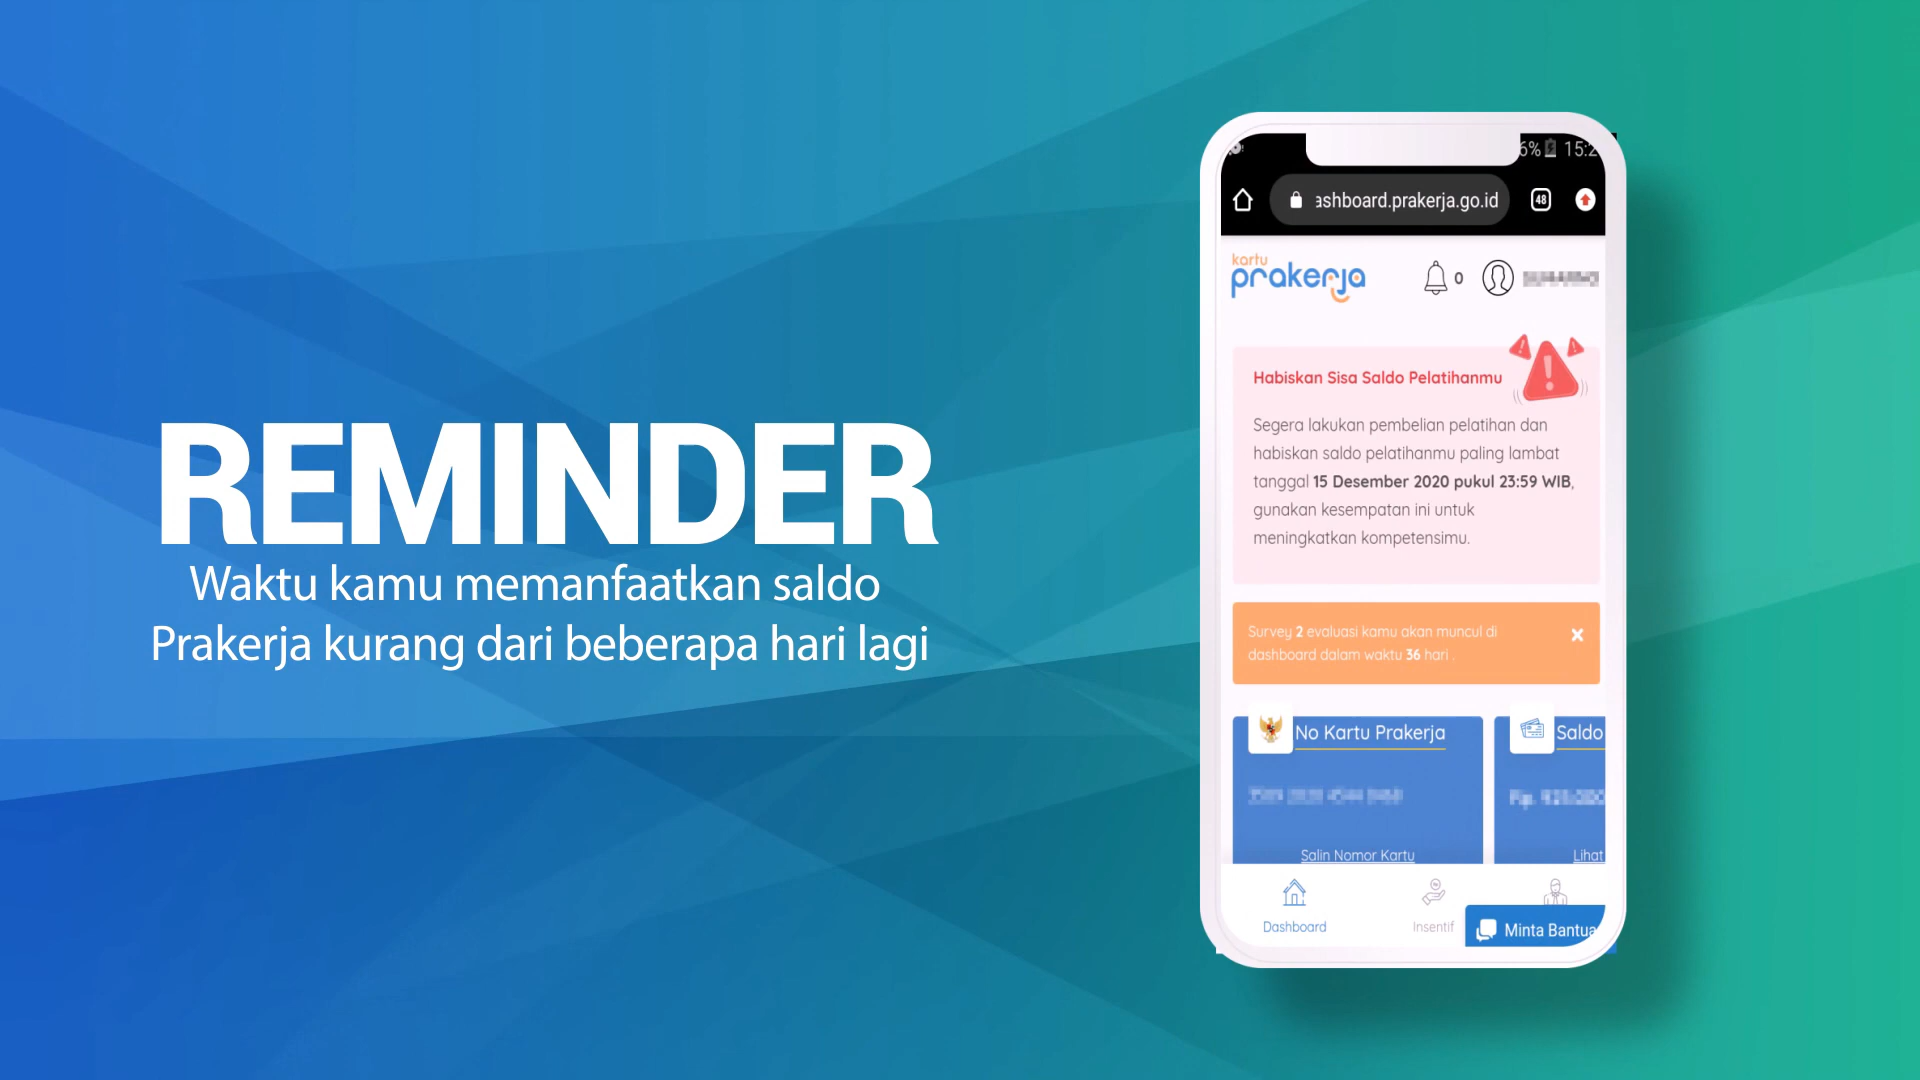 REMINDER
Waktu kamu memanfaatkan saldo
Prakerja kurang dari beberapa hari lagi
6% 15:2
ashboard.prakerja.go.id 48
kartu
prakerja
0
Habiskan Sisa Saldo Pelatihanmu
Segera lakukan pembelian pelatihan dan
habiskan saldo pelatihanmu paling lambat
tanggal 15 Desember 2020 pukul 23:59 WIB,
gunakan kesempatan ini untuk
meningkatkan kompetensimu.
Survey 2 evaluasi kamu akan muncul di
dashboard dalam waktu 36 hari .
No Kartu Prakerja
Saldo
Rp.
Salin Nomor Kartu
Lihat
Dashboard
Insentif
Minta Bantua